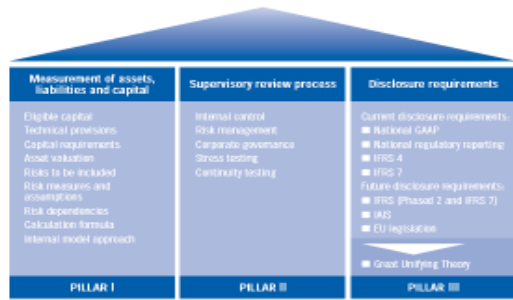 Measurement of assets,
liabilities and capital
Eligible capital
Technical provisions
Capital requirements
Asset valuation
Risks to be included
Risk measures and
assumptions
Risk dependencies
Calculation formula
Internal model approach
PILLAR I
Supervisory review process
Internal control
Risk management
Corporate governance
Stress testing
Continuity testing
PILLAR II
Disclosure requirements
Current disclosure requirements:
National GAAP
National regulatory reporting
IFRS 4
IFRS 7
Future disclosure requirements:
IFRS (Phased 2 and IFRS 7)
IAIS
EU legislation
Great Unifying Theory
PILLAR III